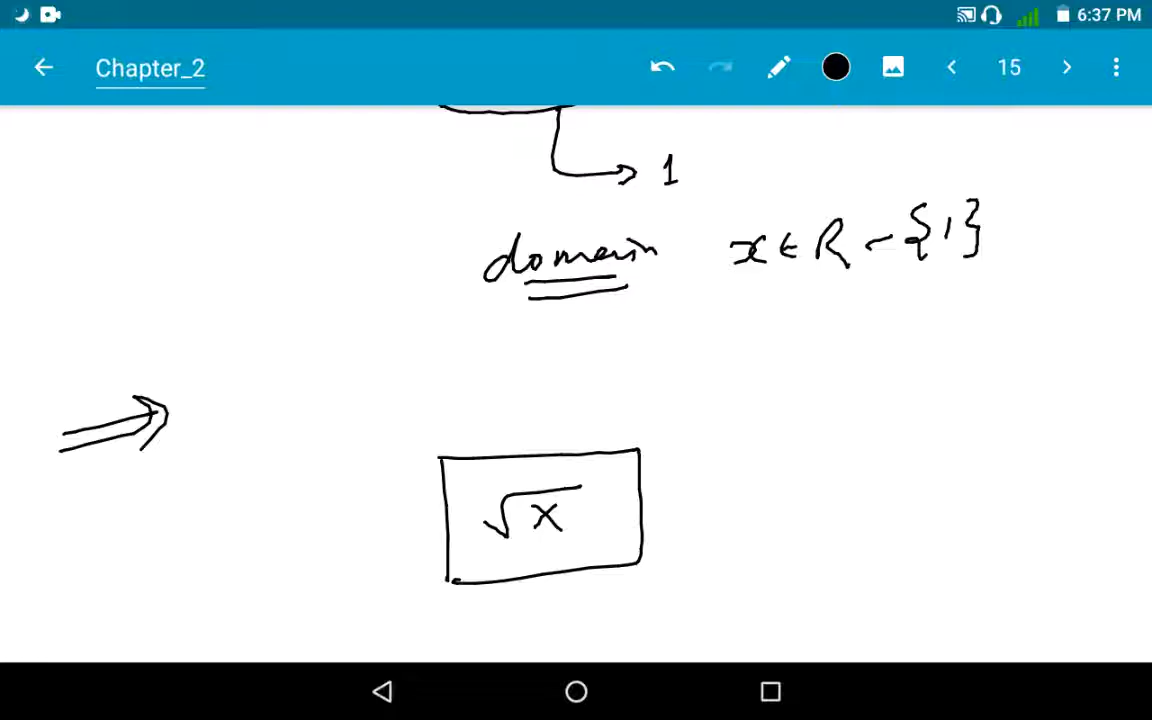 6:37 PM
Chapter_2
15
1
domain x ∈ R - {1}
√x